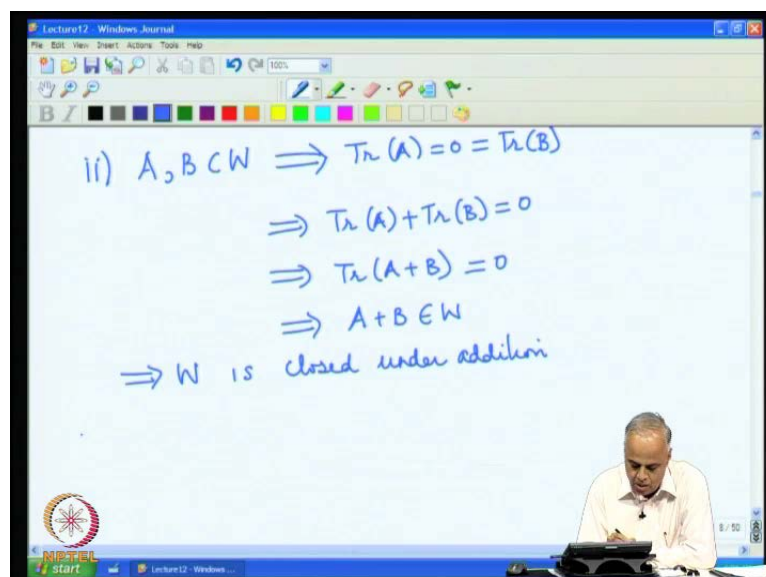 Lecture12 - Windows Journal
File Edit View Insert Actions Tools Help
100%
B I
ii) A, B ⊂ W ⟹ Tr (A) = 0 = Tr (B)
⟹ Tr (A) + Tr (B) = 0
⟹ Tr (A + B) = 0
⟹ A + B ∈ W
⟹ W is closed under addition
8 / 50
NPTEL
start Lecture12 - Windows ...